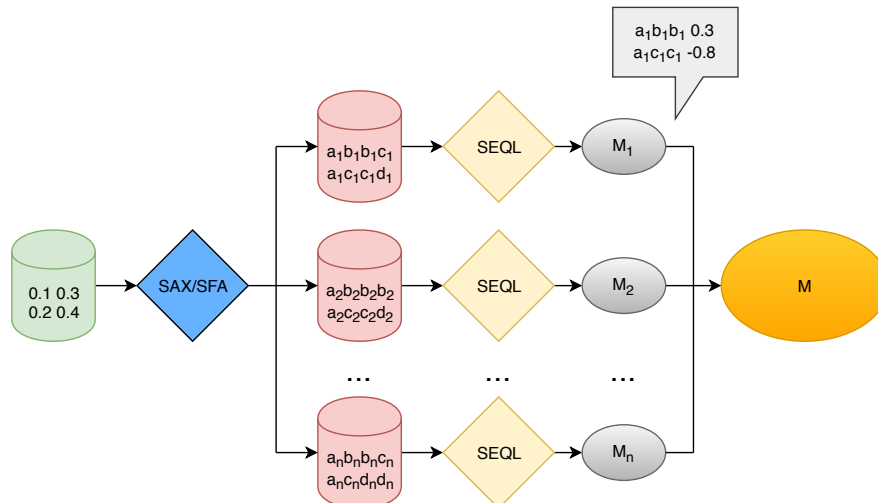 a₁b₁b₁ 0.3
a₁c₁c₁ -0.8
a₁b₁b₁c₁
a₁c₁c₁d₁
SEQL
M₁
0.1 0.3
0.2 0.4
SAX/SFA
a₂b₂b₂b₂
a₂c₂c₂d₂
SEQL
M₂
M
...
...
...
aₙbₙbₙcₙ
aₙcₙdₙdₙ
SEQL
Mₙ